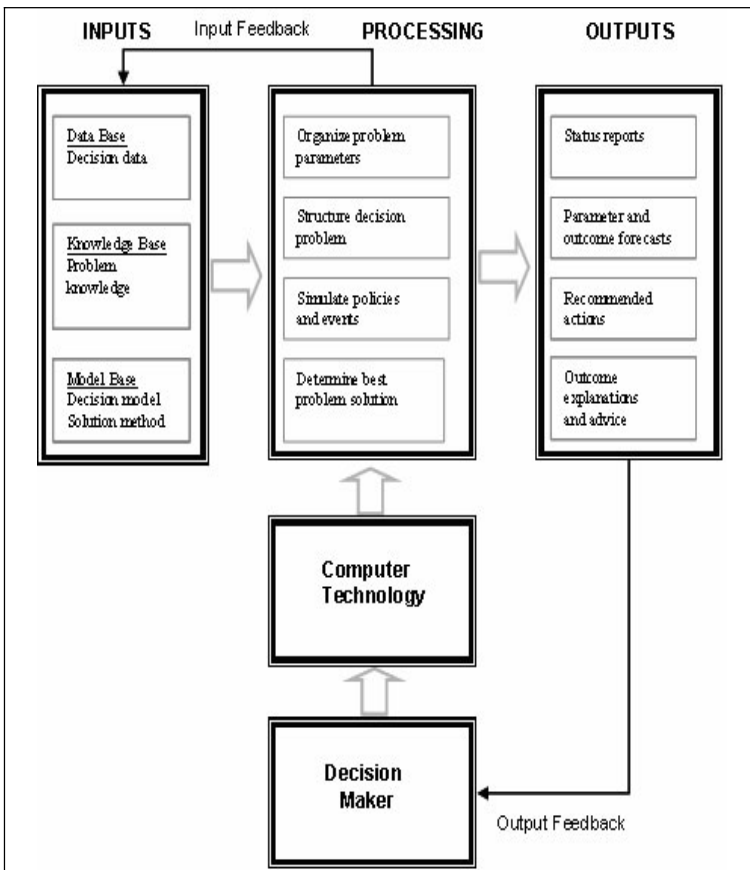 INPUTS
Input Feedback
PROCESSING
OUTPUTS
Data Base
Decision data
Knowledge Base
Problem
knowledge
Model Base
Decision model
Solution method
Organize problem
parameters
Structure decision
problem
Simulate policies
and events
Determine best
problem solution
Status reports
Parameter and
outcome forecasts
Recommended
actions
Outcome
explanations
and advice
Computer
Technology
Decision
Maker
Output Feedback